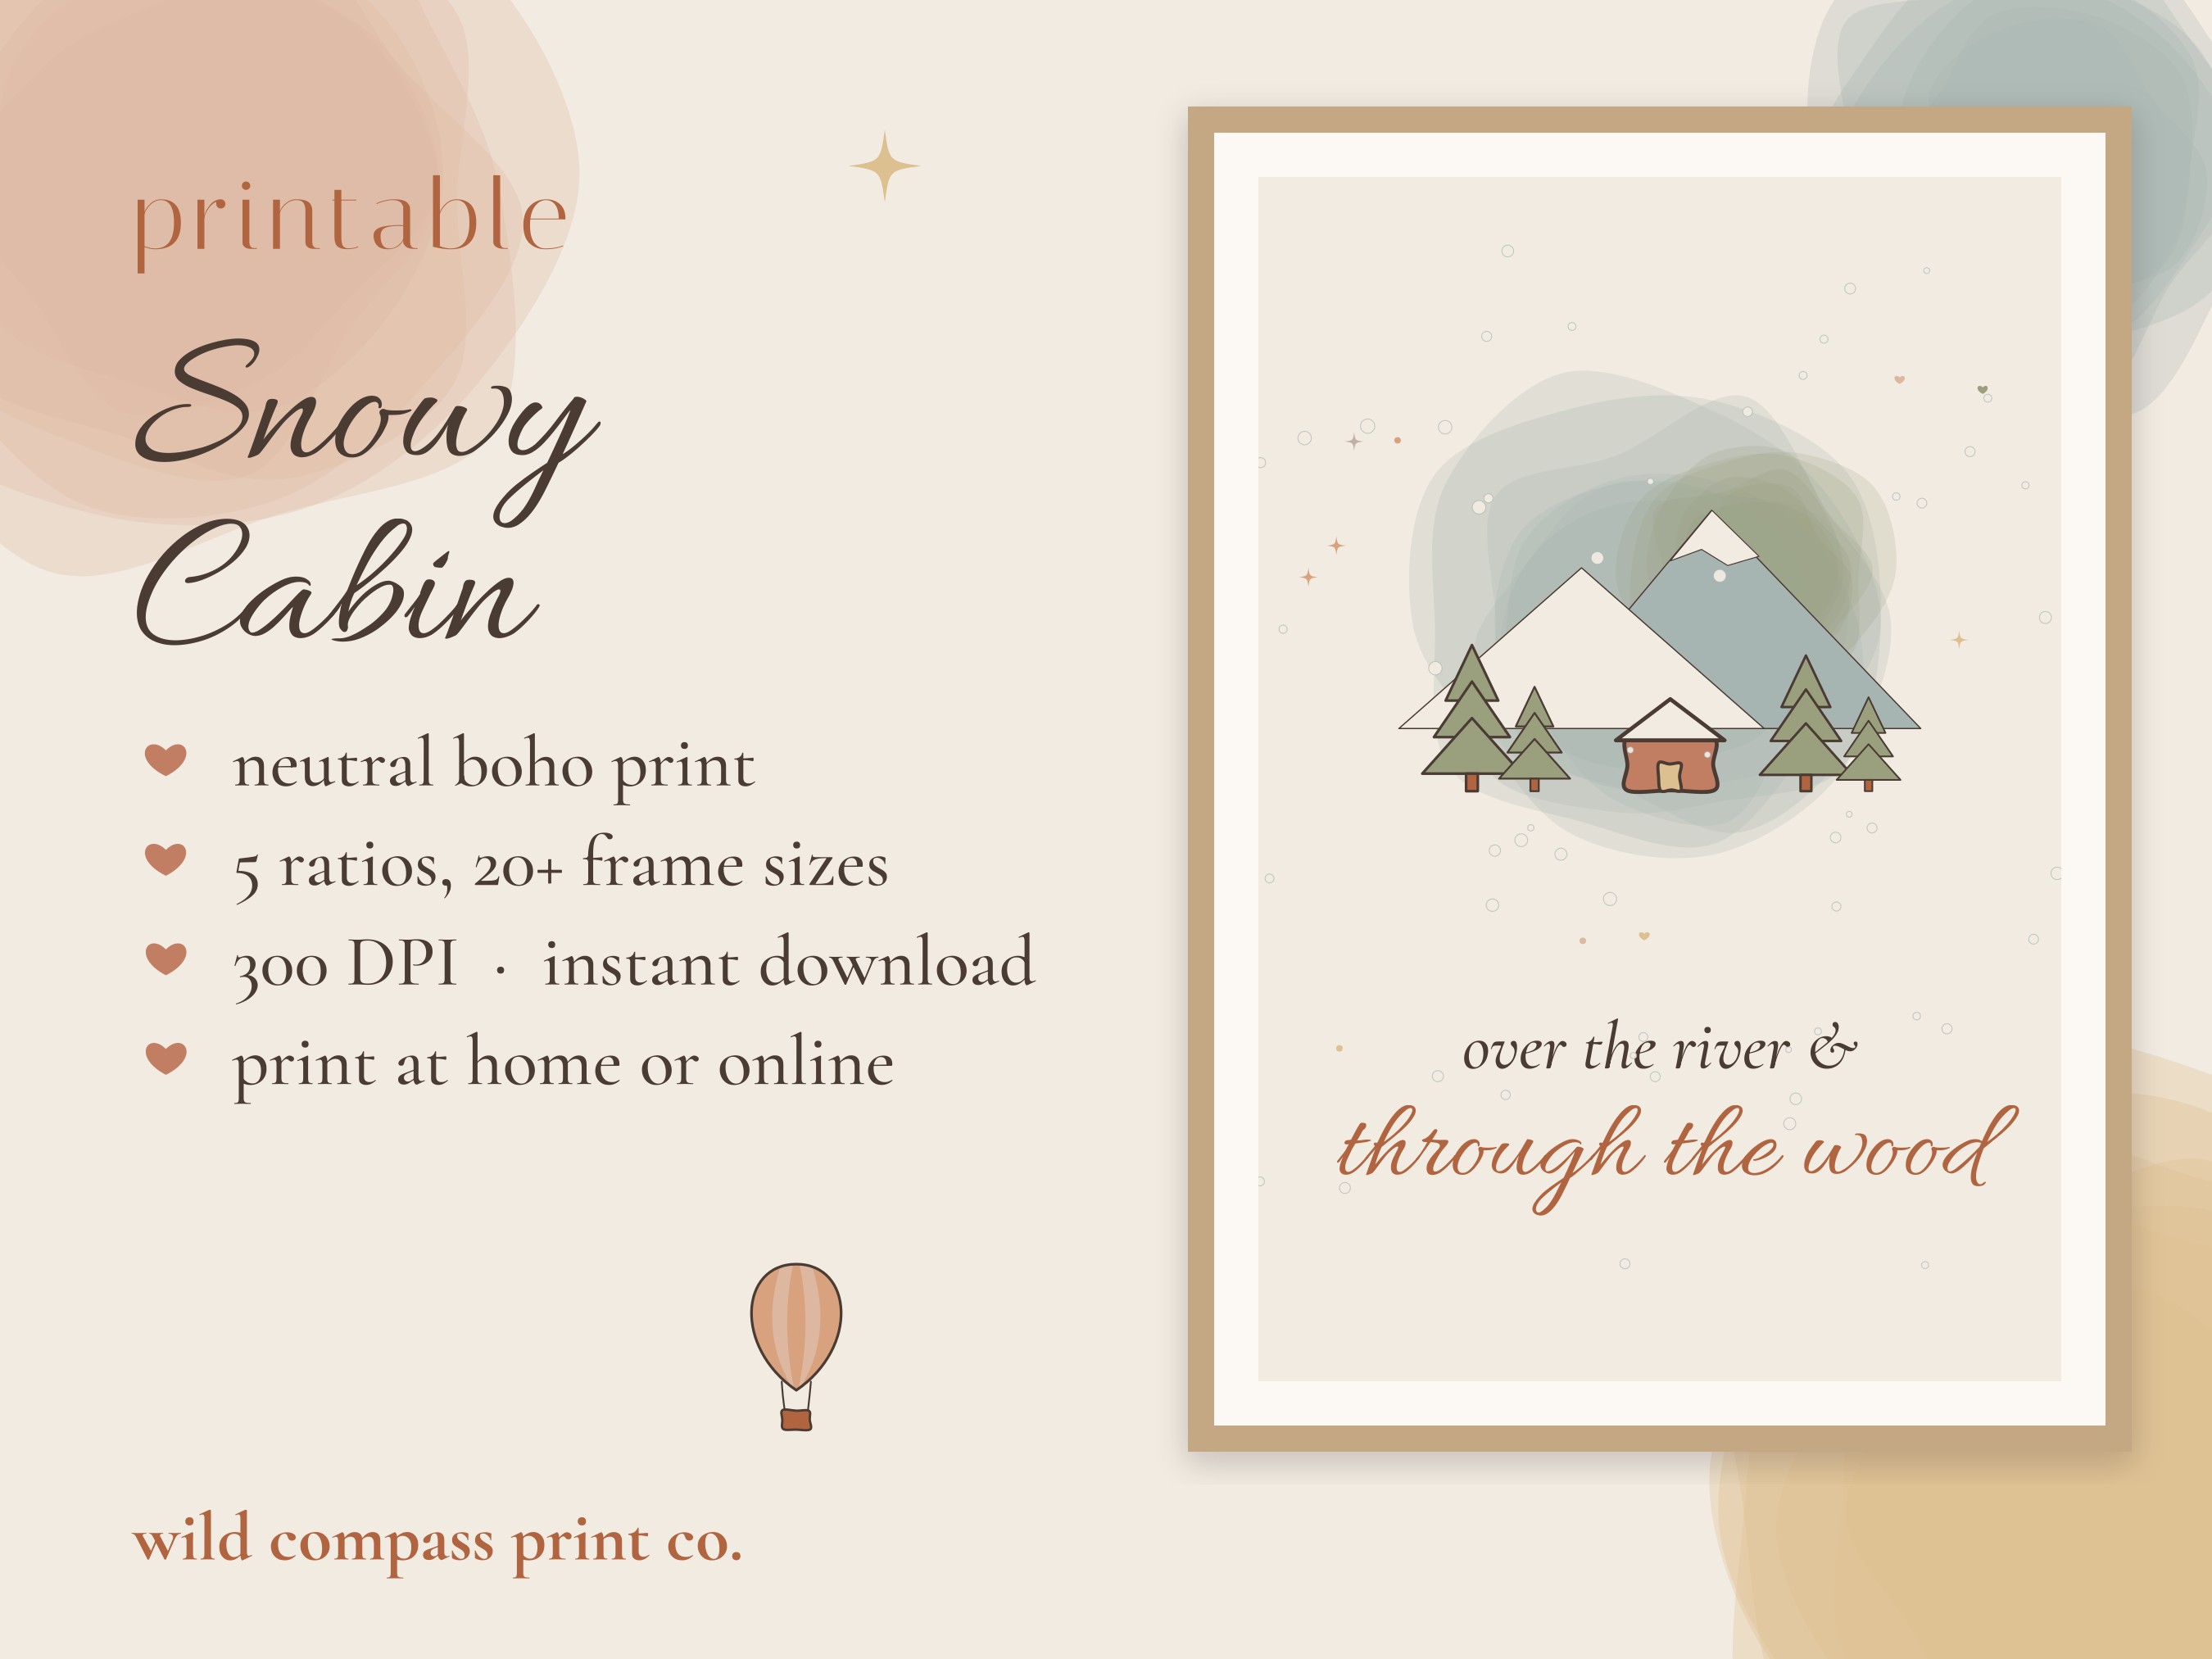 printable
Snowy
Cabin
neutral boho print
5 ratios, 20+ frame sizes
300 DPI · instant download
print at home or online
wild compass print co.
over the river &
through the wood